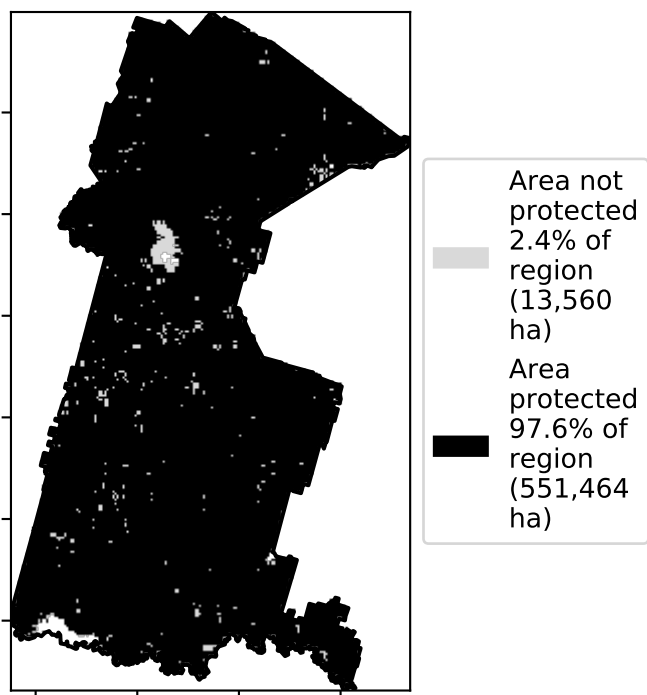 Area not
protected
2.4% of
region
(13,560
ha)
Area
protected
97.6% of
region
(551,464
ha)